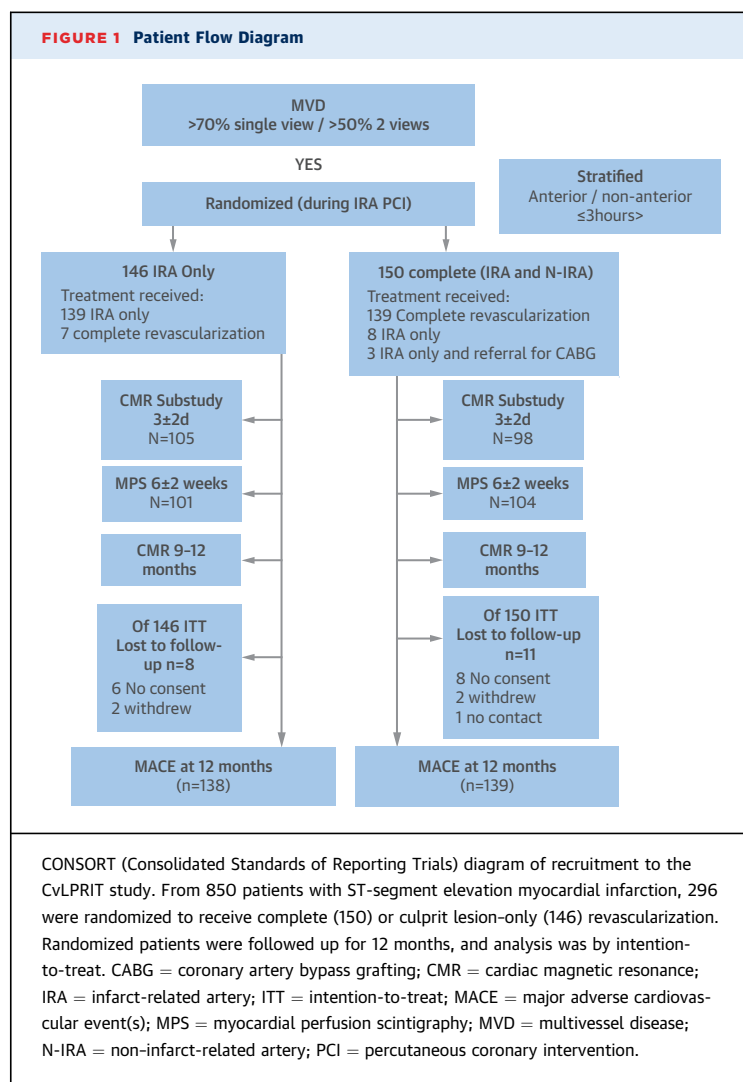 FIGURE 1 Patient Flow Diagram
MVD
>70% single view / >50% 2 views
YES
Stratified
Anterior / non-anterior
≤3hours>
Randomized (during IRA PCI)
146 IRA Only
Treatment received:
139 IRA only
7 complete revascularization
150 complete (IRA and N-IRA)
Treatment received:
139 Complete revascularization
8 IRA only
3 IRA only and referral for CABG
CMR Substudy
3±2d
N=105
CMR Substudy
3±2d
N=98
MPS 6±2 weeks
N=101
MPS 6±2 weeks
N=104
CMR 9-12
months
CMR 9-12
months
Of 146 ITT
Lost to follow-
up n=8
6 No consent
2 withdrew
Of 150 ITT
Lost to follow-up
n=11
8 No consent
2 withdrew
1 no contact
MACE at 12 months
(n=138)
MACE at 12 months
(n=139)
CONSORT (Consolidated Standards of Reporting Trials) diagram of recruitment to the
CvLPRIT study. From 850 patients with ST-segment elevation myocardial infarction, 296
were randomized to receive complete (150) or culprit lesion-only (146) revascularization.
Randomized patients were followed up for 12 months, and analysis was by intention-
to-treat. CABG = coronary artery bypass grafting; CMR = cardiac magnetic resonance;
IRA = infarct-related artery; ITT = intention-to-treat; MACE = major adverse cardiovas-
cular event(s); MPS = myocardial perfusion scintigraphy; MVD = multivessel disease;
N-IRA = non-infarct-related artery; PCI = percutaneous coronary intervention.